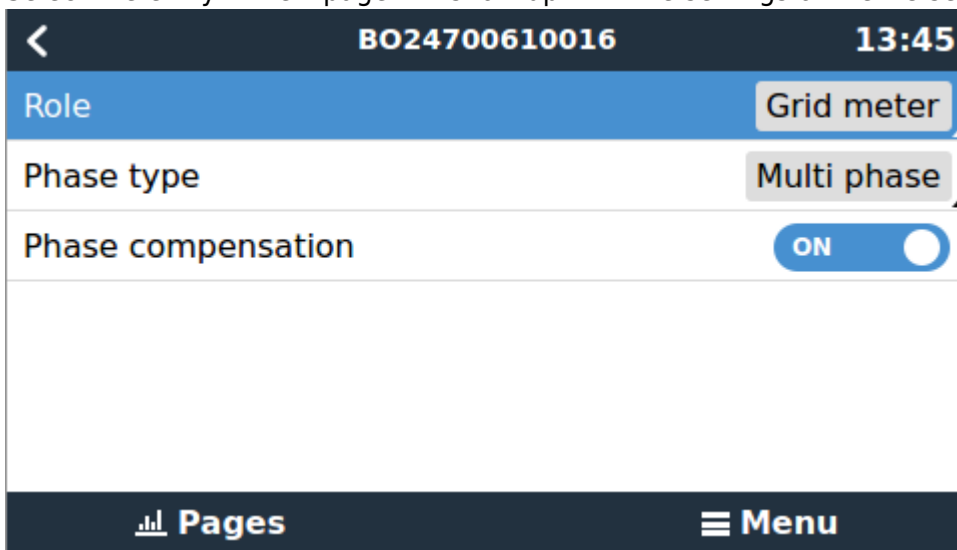 BO24700610016 13:45
Role Grid meter
Phase type Multi phase
Phase compensation ON
Pages Menu